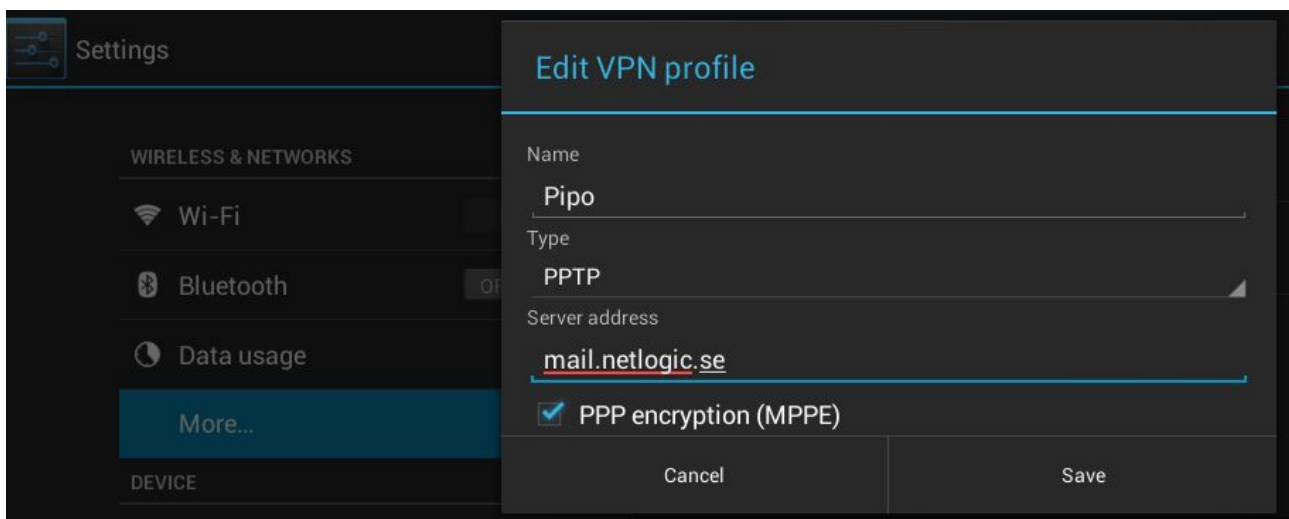 Settings
WIRELESS & NETWORKS
Wi-Fi
Bluetooth
Data usage
More...
DEVICE
Edit VPN profile
Name
Pipo
Type
PPTP
Server address
mail.netlogic.se
PPP encryption (MPPE)
Cancel
Save